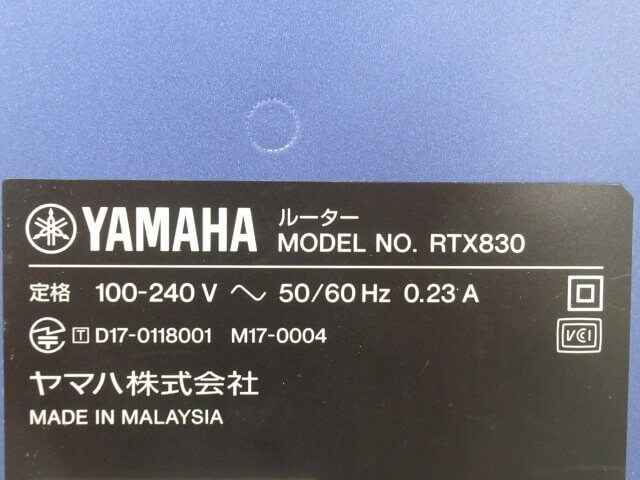 YAMAHA ルーター
MODEL NO. RTX830
定格 100-240 V ～ 50/60 Hz 0.23 A
T D17-0118001 M17-0004
VCCI
ヤマハ株式会社
MADE IN MALAYSIA